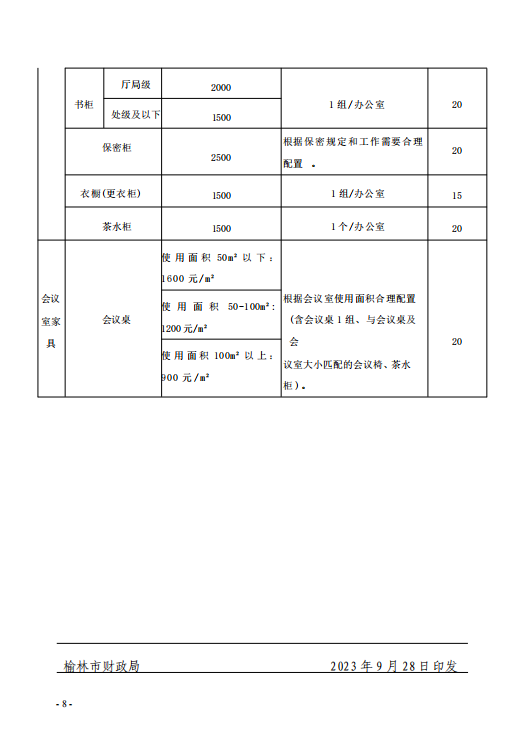 书柜
厅局级
2000
1 组/办公室
20
处级及以下
1500
保密柜
2500
根据保密规定和工作需要合理
配置 。
20
衣橱(更衣柜)
1500
1 组/办公室
15
茶水柜
1500
1 个/办公室
20
会议
室家
具
会议桌
使用面积 50m² 以下：
1600 元/m²
使用面积 50-100m²:
1200 元/m²
使用面积 100m² 以上：
900 元/m²
根据会议室使用面积合理配置
(含会议桌 1 组、与会议桌及
会
议室大小匹配的会议椅、茶水
柜)。
20
榆林市财政局 2023 年 9 月 28 日印发
- 8 -